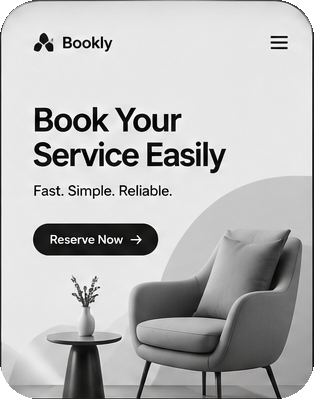 Bookly
Book Your
Service Easily
Fast. Simple. Reliable.
Reserve Now →